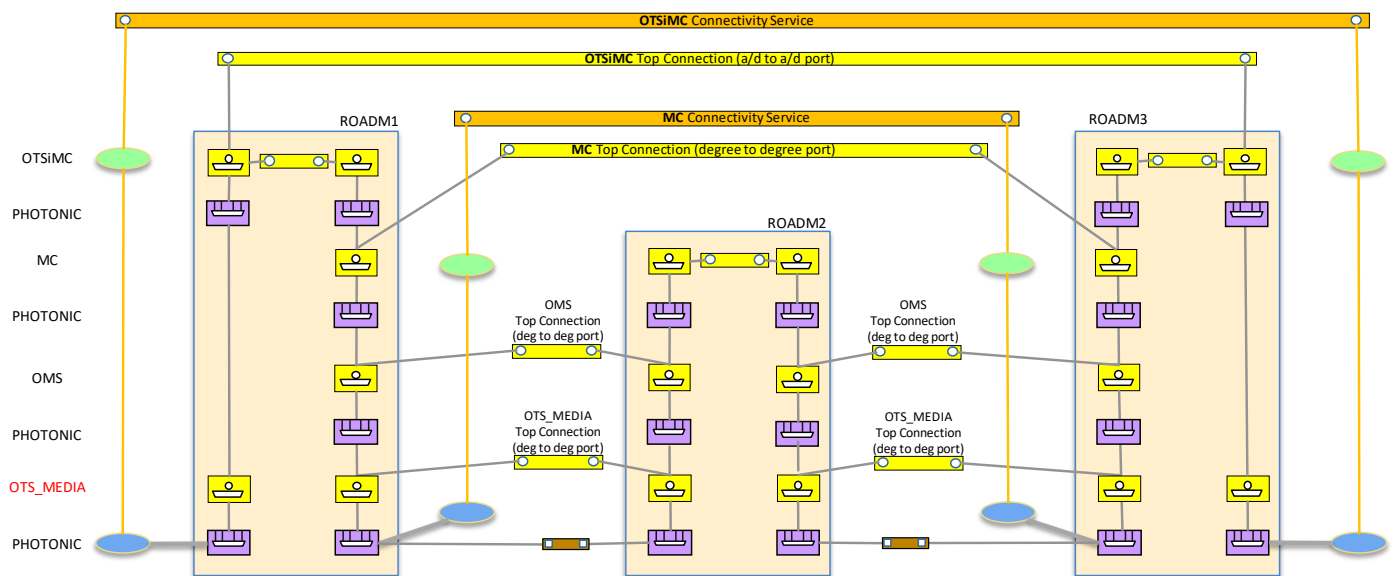 OTSiMC Connectivity Service
OTSiMC Top Connection (a/d to a/d port)
ROADM1
MC Connectivity Service
ROADM3
MC Top Connection (degree to degree port)
OTSiMC
PHOTONIC
ROADM2
MC
PHOTONIC
OMS
Top Connection
(deg to deg port)
OMS
Top Connection
(deg to deg port)
OMS
OTS_MEDIA
Top Connection
(deg to deg port)
OTS_MEDIA
Top Connection
(deg to deg port)
PHOTONIC
OTS_MEDIA
PHOTONIC